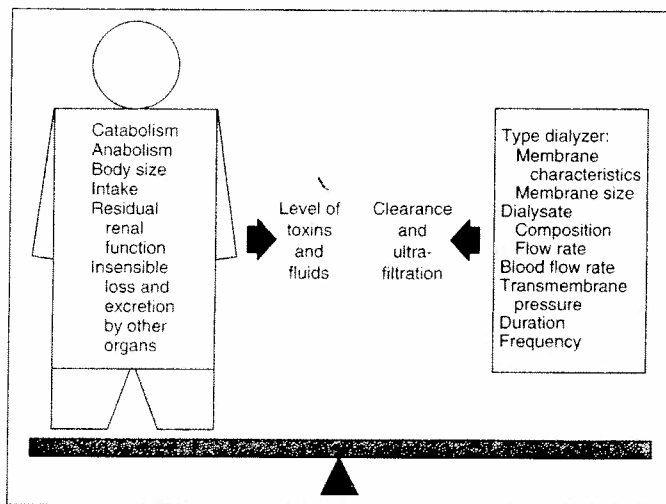 Catabolism
Anabolism
Body size
Intake
Residual
renal
function
Insensible
loss and
excretion
by other
organs
Level of
toxins
and
fluids
Clearance
and
ultra-
filtration
Type dialyzer:
Membrane
characteristics
Membrane size
Dialysate
Composition
Flow rate
Blood flow rate
Transmembrane
pressure
Duration
Frequency